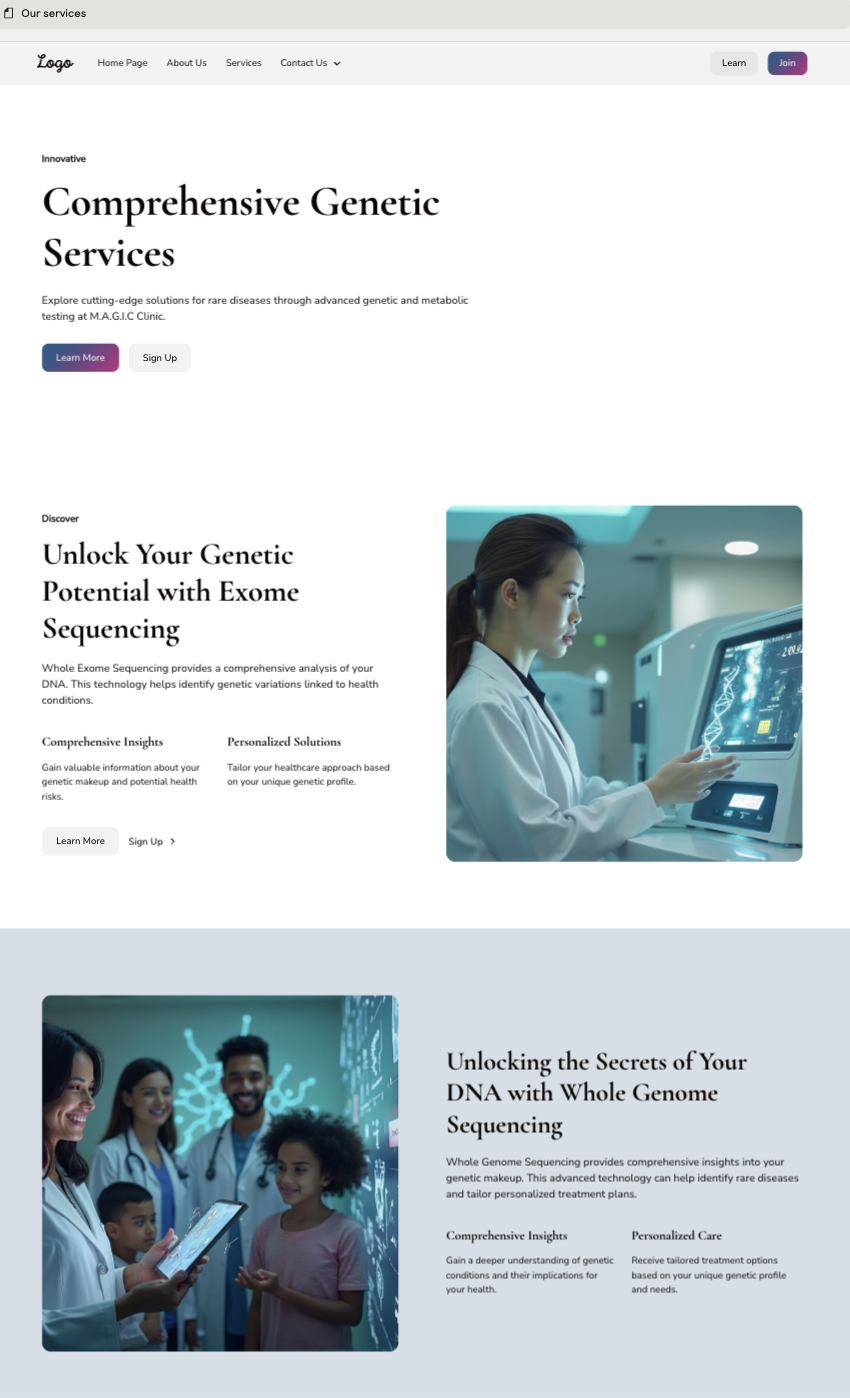 Our services
Logo
Home Page
About Us
Services
Contact Us
Learn
Join
Innovative
Comprehensive Genetic
Services
Explore cutting-edge solutions for rare diseases through advanced genetic and metabolic
testing at M.A.G.I.C Clinic.
Learn More
Sign Up
Discover
Unlock Your Genetic
Potential with Exome
Sequencing
Whole Exome Sequencing provides a comprehensive analysis of your
DNA. This technology helps identify genetic variations linked to health
conditions.
Comprehensive Insights
Gain valuable information about your
genetic makeup and potential health
risks.
Personalized Solutions
Tailor your healthcare approach based
on your unique genetic profile.
Learn More
Sign Up
Unlocking the Secrets of Your
DNA with Whole Genome
Sequencing
Whole Genome Sequencing provides comprehensive insights into your
genetic makeup. This advanced technology can help identify rare diseases
and tailor personalized treatment plans.
Comprehensive Insights
Gain a deeper understanding of genetic
conditions and their implications for
your health.
Personalized Care
Receive tailored treatment options
based on your unique genetic profile
and needs.